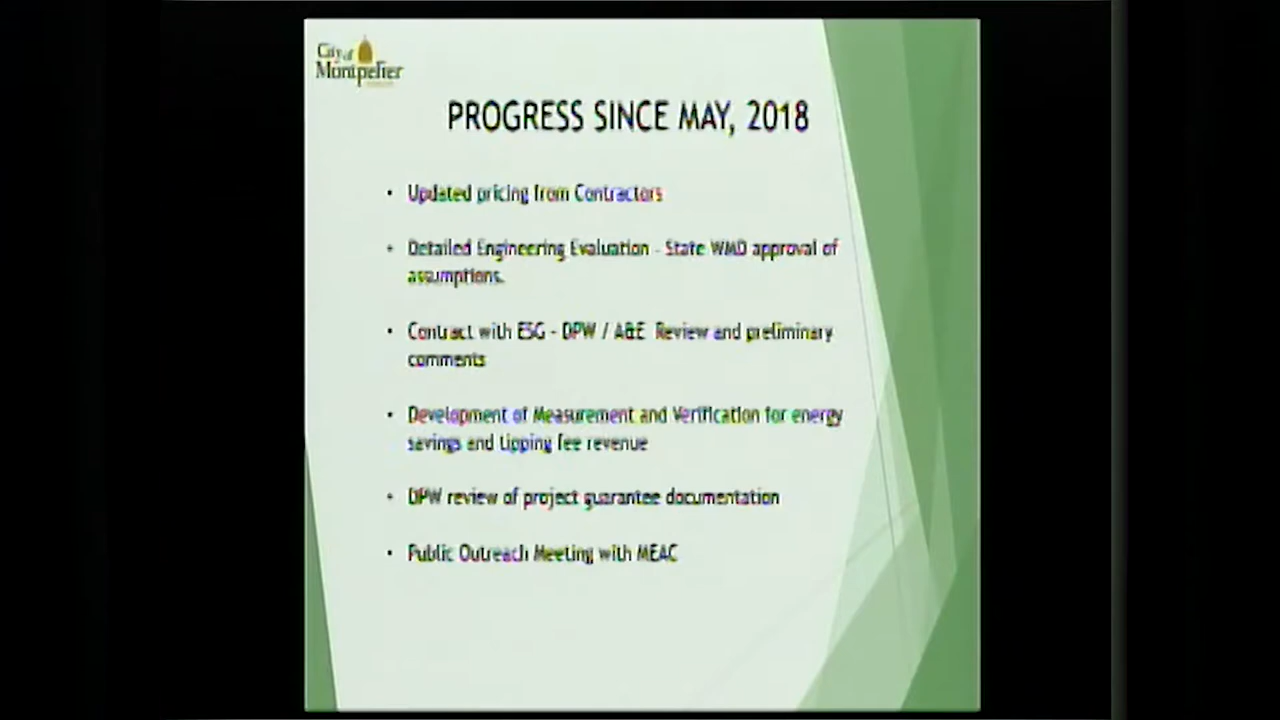 City of
Montpelier
PROGRESS SINCE MAY, 2018
• Updated pricing from Contractors
• Detailed Engineering Evaluation - State WMD approval of
assumptions.
• Contract with ESG - DPW / A&E Review and preliminary
comments
• Development of Measurement and Verification for energy
savings and tipping fee revenue
• DPW review of project guarantee documentation
• Public Outreach Meeting with MEAC